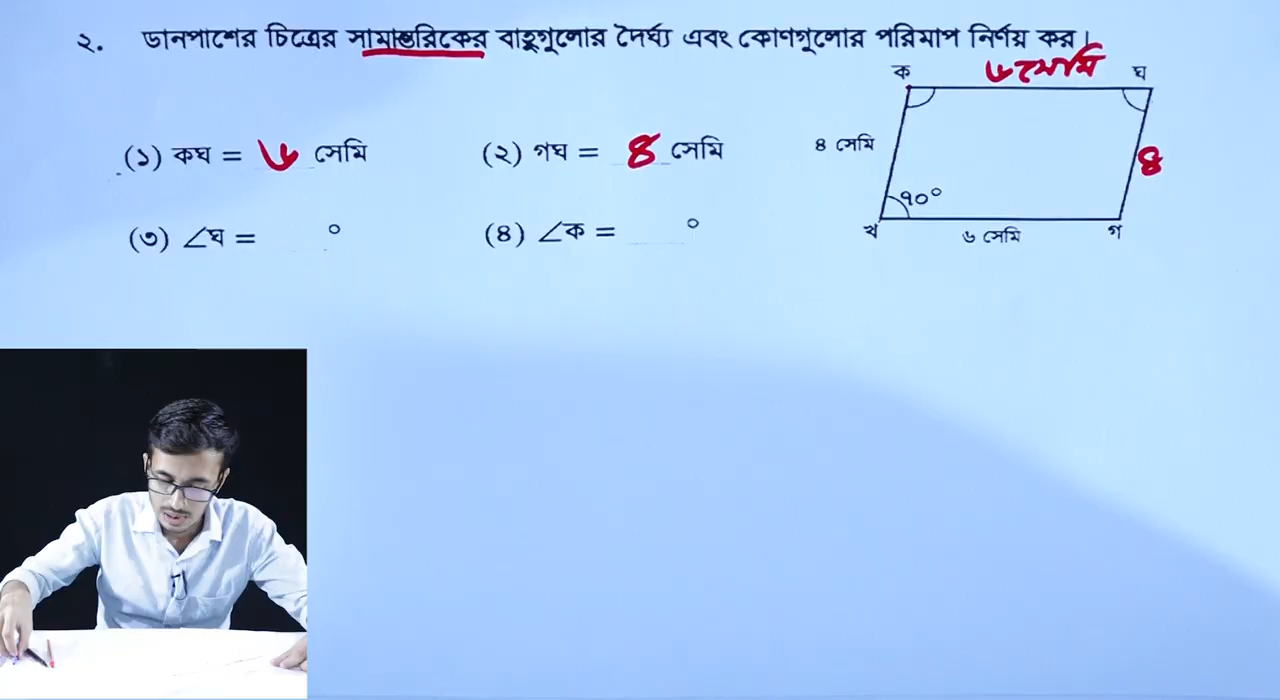 ২. ডানপাশের চিত্রের সামান্তরিকের বাহুগুলোর দৈর্ঘ্য এবং কোণগুলোর পরিমাপ নির্ণয় কর।
ক ৬ সেমি ঘ
(১) কঘ = ৬ সেমি (২) গঘ = ৪ সেমি ৪ সেমি ৪
৭০°
(৩) ∠ঘ = ° (৪) ∠ক = ° খ ৬ সেমি গ